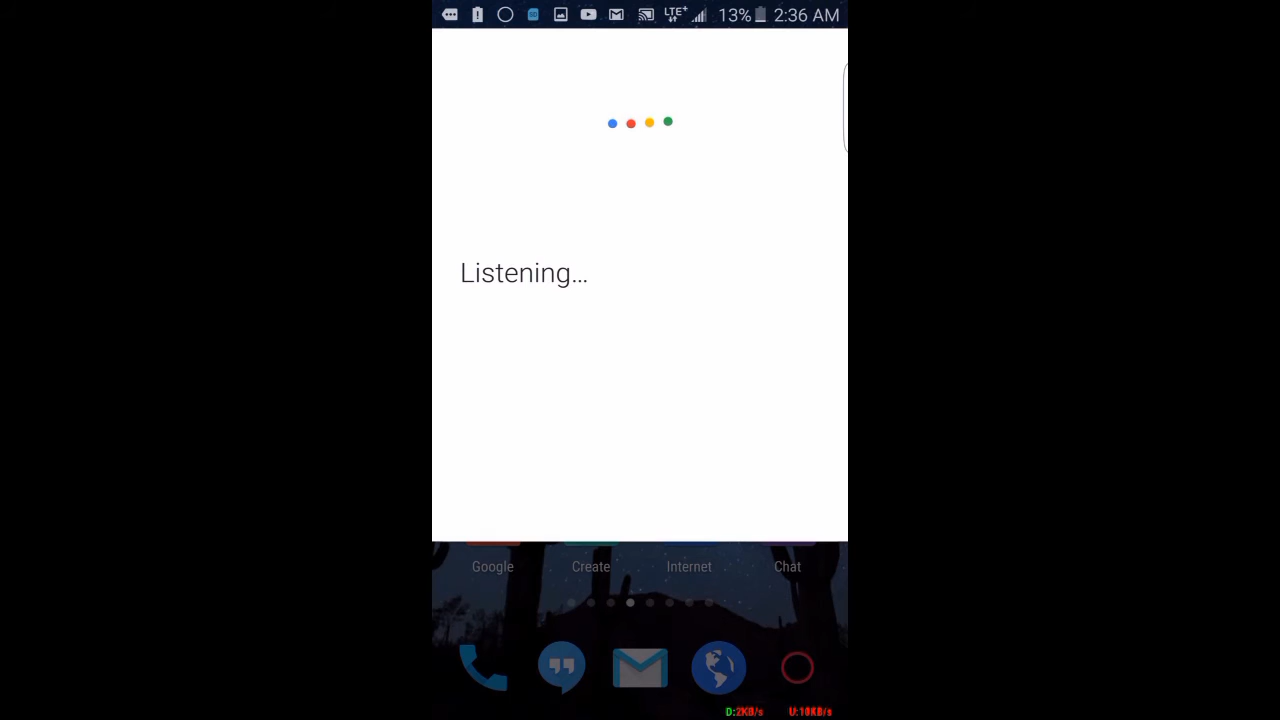 LTE+ 13% 2:36 AM
Listening...
Google Create Internet Chat
D:2KB/s U:10KB/s